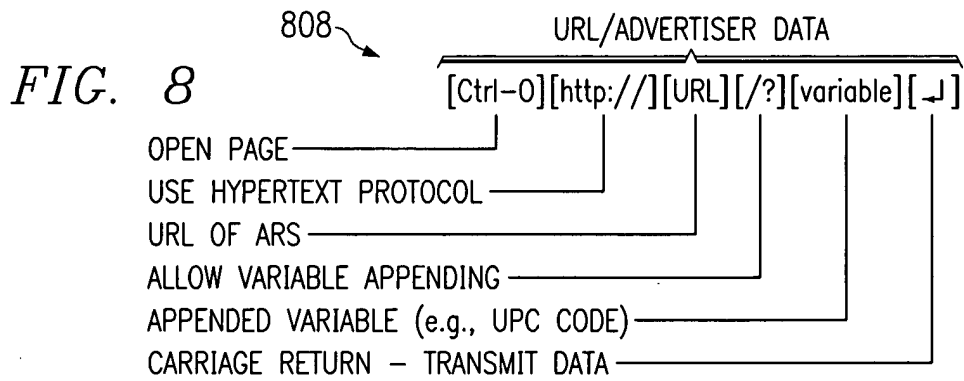 808
URL/ADVERTISER DATA
FIG. 8
[Ctrl-O][http://][URL][/?][variable][↵]
OPEN PAGE
USE HYPERTEXT PROTOCOL
URL OF ARS
ALLOW VARIABLE APPENDING
APPENDED VARIABLE (e.g., UPC CODE)
CARRIAGE RETURN – TRANSMIT DATA